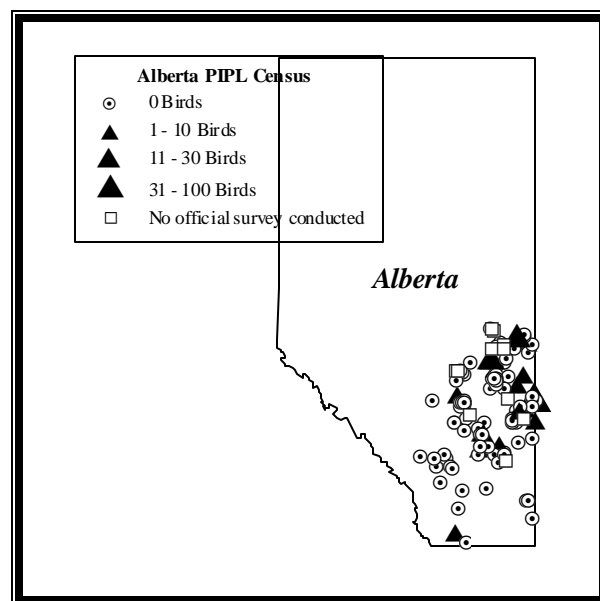 Alberta PIPL Census
0 Birds
1 - 10 Birds
11 - 30 Birds
31 - 100 Birds
No official survey conducted
Alberta